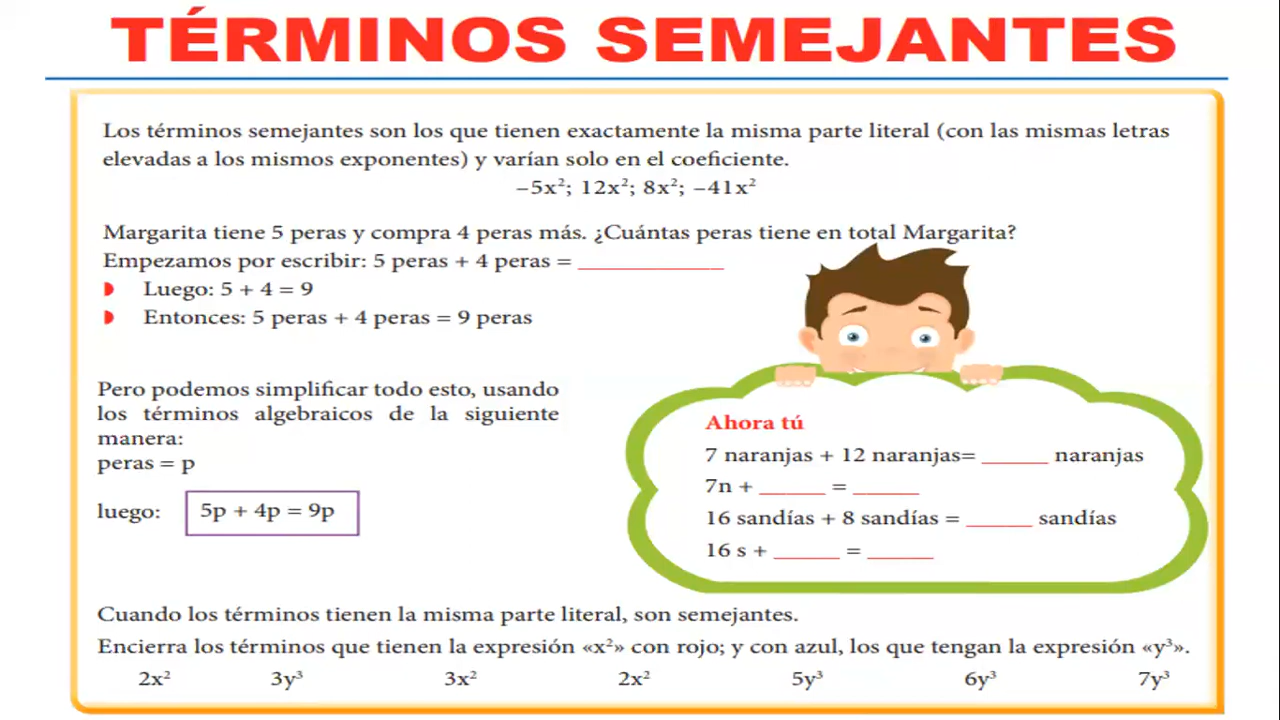 TÉRMINOS SEMEJANTES
Los términos semejantes son los que tienen exactamente la misma parte literal (con las mismas letras
elevadas a los mismos exponentes) y varían solo en el coeficiente.
–5x²; 12x²; 8x²; –41x²
Margarita tiene 5 peras y compra 4 peras más. ¿Cuántas peras tiene en total Margarita?
Empezamos por escribir: 5 peras + 4 peras = ____________
Luego: 5 + 4 = 9
Entonces: 5 peras + 4 peras = 9 peras
Pero podemos simplificar todo esto, usando
los términos algebraicos de la siguiente
manera:
peras = p
luego: 5p + 4p = 9p
Ahora tú
7 naranjas + 12 naranjas= ______ naranjas
7n + ______ = ______
16 sandías + 8 sandías = ______ sandías
16 s + ______ = ______
Cuando los términos tienen la misma parte literal, son semejantes.
Encierra los términos que tienen la expresión «x²» con rojo; y con azul, los que tengan la expresión «y³».
2x² 3y³ 3x² 2x² 5y³ 6y³ 7y³